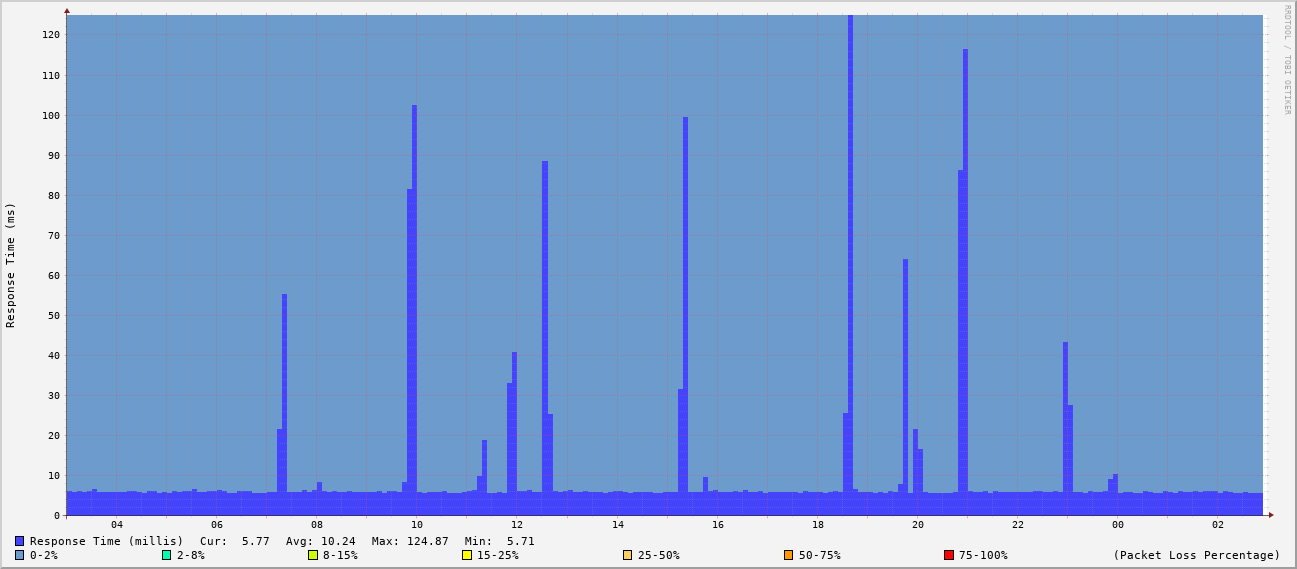 RRDTOOL / TOBI OETIKER
Response Time (ms)
120
110
100
90
80
70
60
50
40
30
20
10
0
04 06 08 10 12 14 16 18 20 22 00 02
Response Time (millis) Cur: 5.77 Avg: 10.24 Max: 124.87 Min: 5.71
0-2% 2-8% 8-15% 15-25% 25-50% 50-75% 75-100% (Packet Loss Percentage)